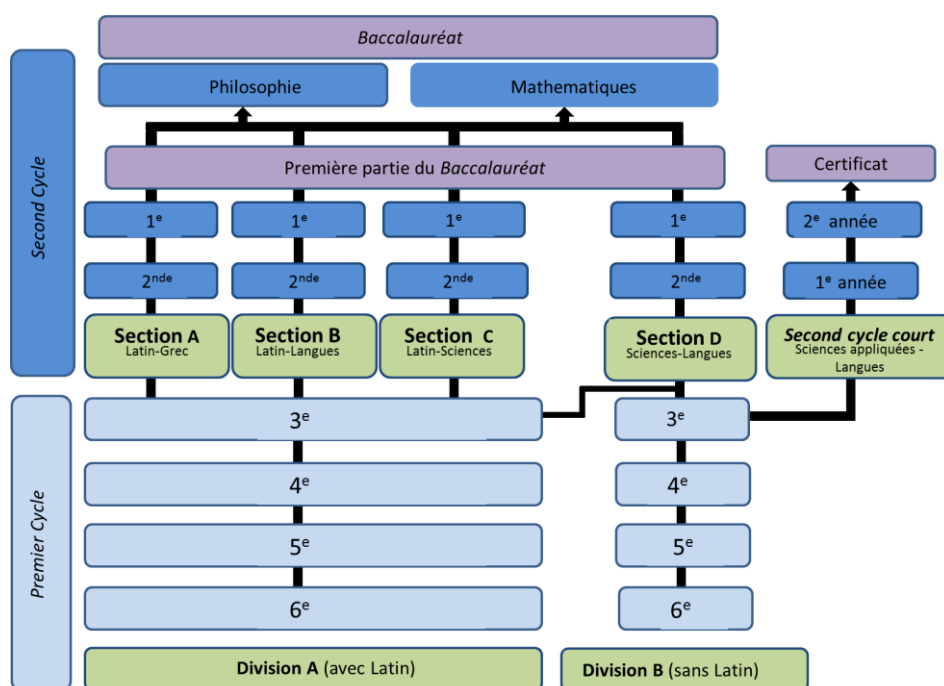 Baccalauréat
Second Cycle
Philosophie
Mathematiques
Première partie du Baccalauréat
Certificat
1e
1e
1e
1e
2e année
2nde
2nde
2nde
2nde
1e année
Section A
Latin-Grec
Section B
Latin-Langues
Section C
Latin-Sciences
Section D
Sciences-Langues
Second cycle court
Sciences appliquées -
Langues
Premier Cycle
3e
3e
4e
4e
5e
5e
6e
6e
Division A (avec Latin)
Division B (sans Latin)